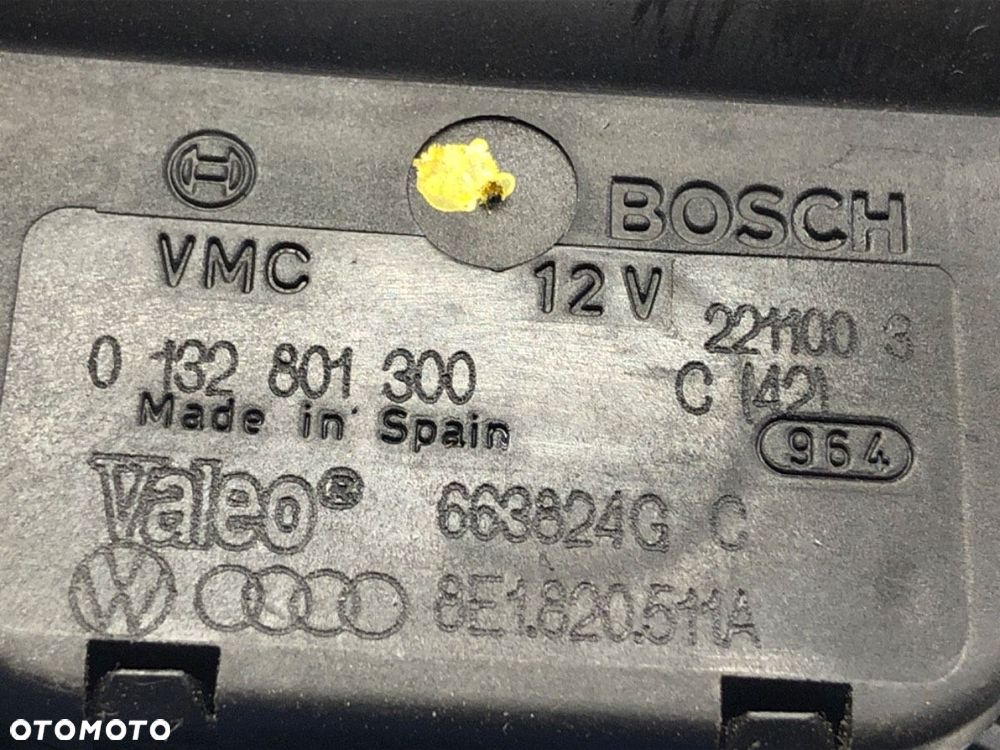 BOSCH
VMC 12V 221100 3
0 132 801 300 C (42)
Made in Spain 964
Valeo® 663824G C
8E1.820.511A
OTOMOTO